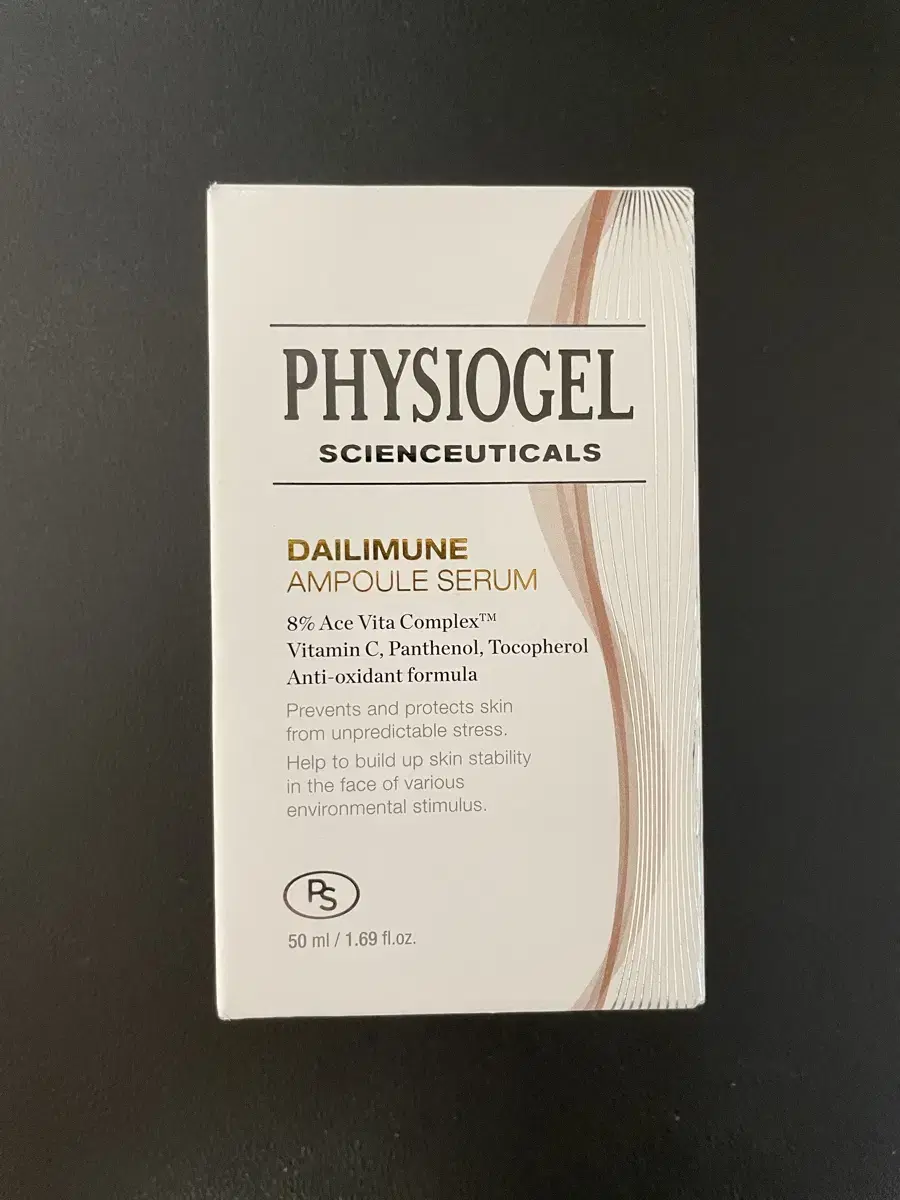 PHYSIOGEL
SCIENCEUTICALS
DAILIMUNE
AMPOULE SERUM
8% Ace Vita Complex™
Vitamin C, Panthenol, Tocopherol
Anti-oxidant formula
Prevents and protects skin
from unpredictable stress.
Help to build up skin stability
in the face of various
environmental stimulus.
PS
50 ml / 1.69 fl.oz.